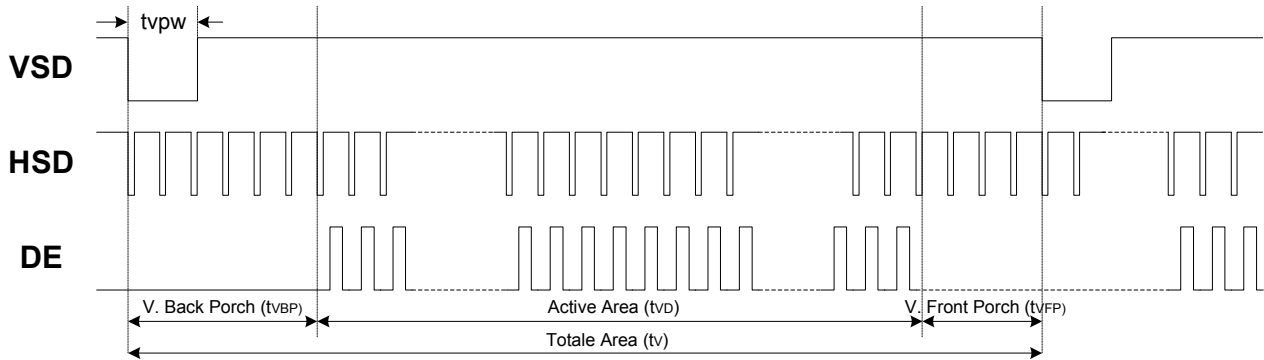 tvpw
VSD
HSD
DE
V. Back Porch (tVBP)
Active Area (tVD)
V. Front Porch (tVFP)
Totale Area (tv)